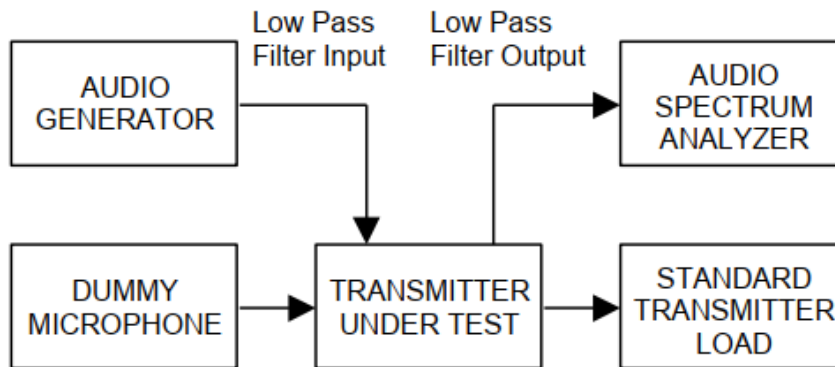 Low Pass
Filter Input
Low Pass
Filter Output
AUDIO
GENERATOR
AUDIO
SPECTRUM
ANALYZER
DUMMY
MICROPHONE
TRANSMITTER
UNDER TEST
STANDARD
TRANSMITTER
LOAD